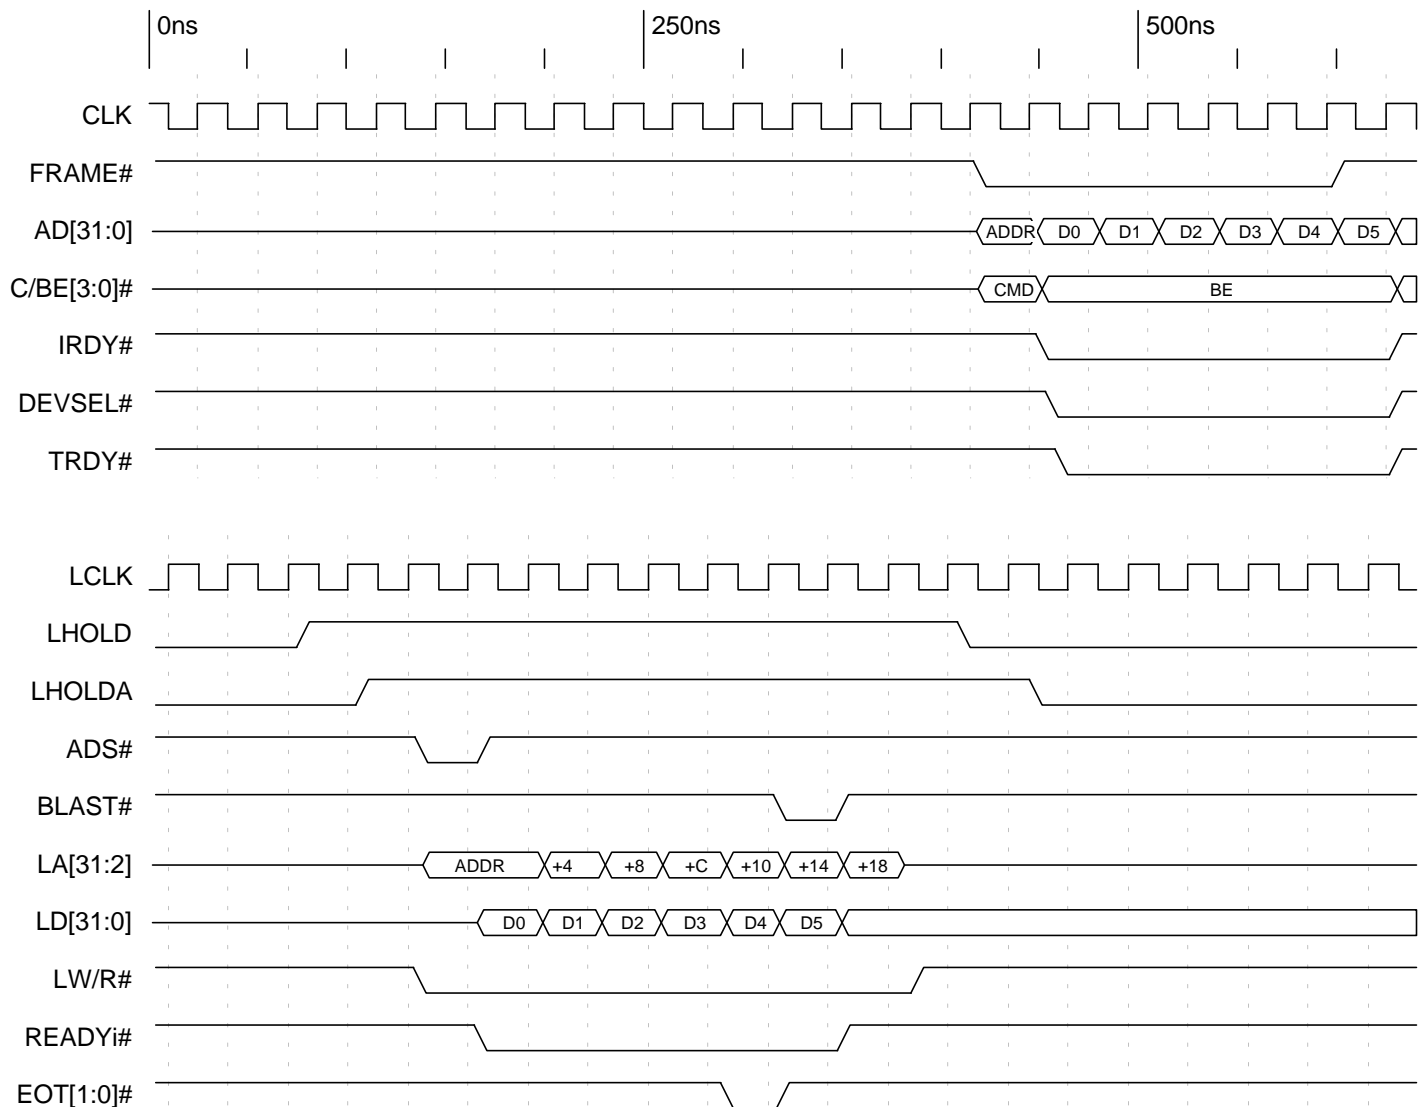 0ns 250ns 500ns
CLK
FRAME#
AD[31:0] ADDR D0 D1 D2 D3 D4 D5
C/BE[3:0]# CMD BE
IRDY#
DEVSEL#
TRDY#
LCLK
LHOLD
LHOLDA
ADS#
BLAST#
LA[31:2] ADDR +4 +8 +C +10 +14 +18
LD[31:0] D0 D1 D2 D3 D4 D5
LW/R#
READYi#
EOT[1:0]#